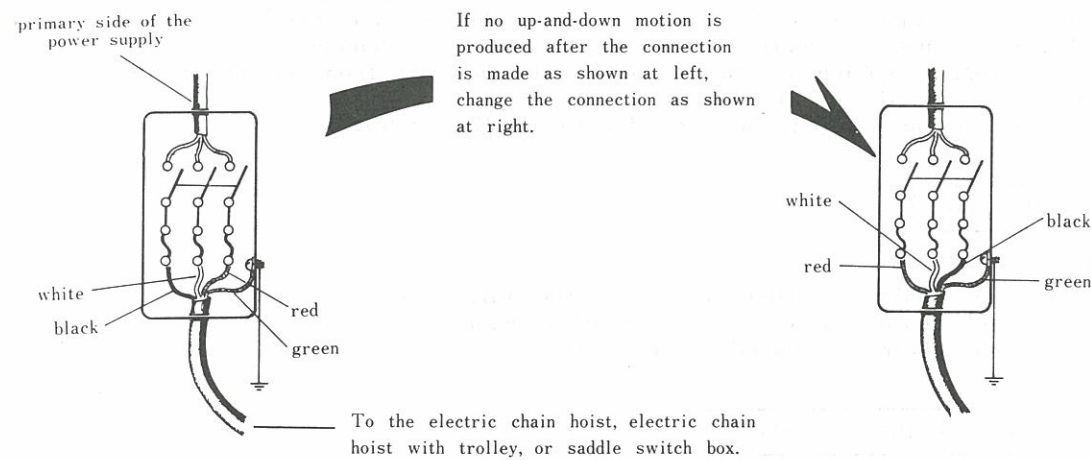 primary side of the
power supply
If no up-and-down motion is
produced after the connection
is made as shown at left,
change the connection as shown
at right.
white
black
red
green
white
red
black
green
To the electric chain hoist, electric chain
hoist with trolley, or saddle switch box.